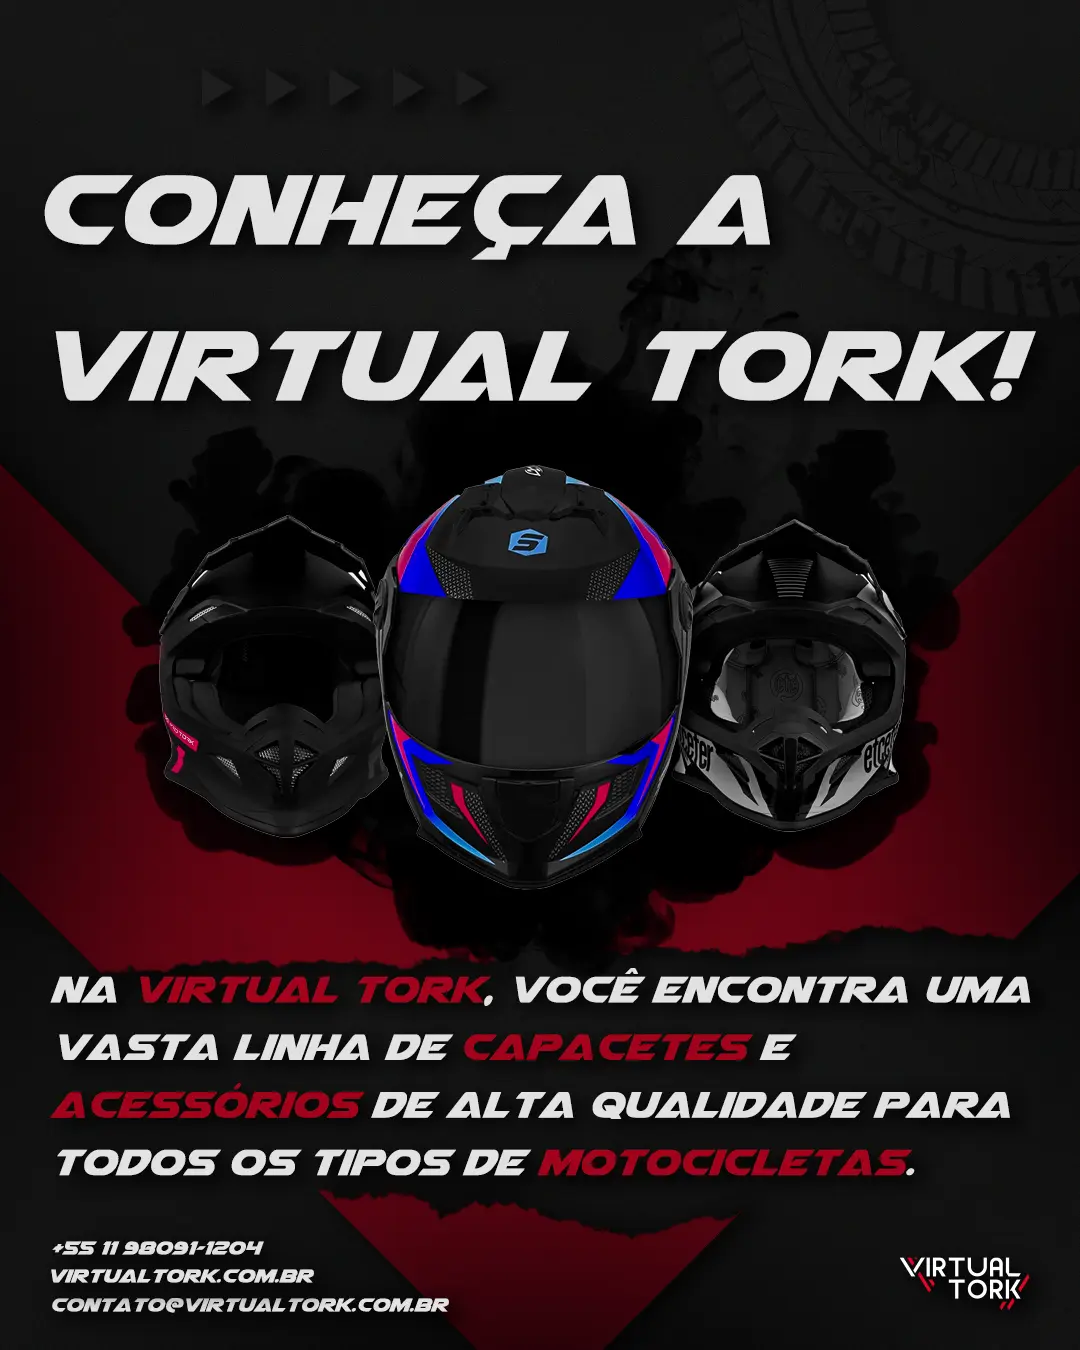 CONHEÇA A
VIRTUAL TORK!
NA VIRTUAL TORK, VOCÊ ENCONTRA UMA
VASTA LINHA DE CAPACETES E
ACESSÓRIOS DE ALTA QUALIDADE PARA
TODOS OS TIPOS DE MOTOCICLETAS.
+55 11 98091-1204
VIRTUALTORK.COM.BR
CONTATO@VIRTUALTORK.COM.BR
VIRTUAL
TORK